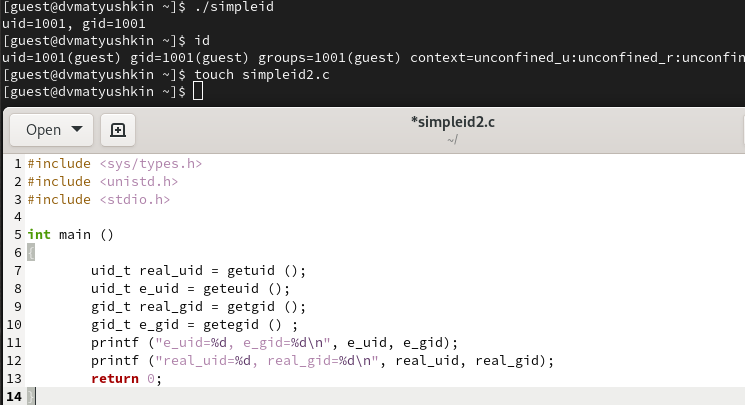 [guest@dvmatyushkin ~]$ ./simpleid
uid=1001, gid=1001
[guest@dvmatyushkin ~]$ id
uid=1001(guest) gid=1001(guest) groups=1001(guest) context=unconfined_u:unconfined_r:unconfin
[guest@dvmatyushkin ~]$ touch simpleid2.c
[guest@dvmatyushkin ~]$
Open
*simpleid2.c
~/
1 #include <sys/types.h>
2 #include <unistd.h>
3 #include <stdio.h>
4
5 int main ()
6 {
7         uid_t real_uid = getuid ();
8         uid_t e_uid = geteuid ();
9         gid_t real_gid = getgid ();
10         gid_t e_gid = getegid () ;
11         printf ("e_uid=%d, e_gid=%d\n", e_uid, e_gid);
12         printf ("real_uid=%d, real_gid=%d\n", real_uid, real_gid);
13         return 0;
14 }